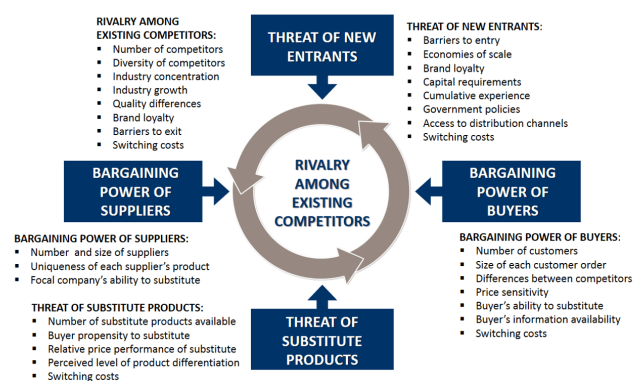 RIVALRY AMONG
EXISTING COMPETITORS:
▪ Number of competitors
▪ Diversity of competitors
▪ Industry concentration
▪ Industry growth
▪ Quality differences
▪ Brand loyalty
▪ Barriers to exit
▪ Switching costs
THREAT OF NEW
ENTRANTS
THREAT OF NEW ENTRANTS:
▪ Barriers to entry
▪ Economies of scale
▪ Brand loyalty
▪ Capital requirements
▪ Cumulative experience
▪ Government policies
▪ Access to distribution channels
▪ Switching costs
BARGAINING
POWER OF
SUPPLIERS
RIVALRY
AMONG
EXISTING
COMPETITORS
BARGAINING
POWER OF
BUYERS
BARGAINING POWER OF SUPPLIERS:
▪ Number and size of suppliers
▪ Uniqueness of each supplier's product
▪ Focal company's ability to substitute
BARGAINING POWER OF BUYERS:
▪ Number of customers
▪ Size of each customer order
▪ Differences between competitors
▪ Price sensitivity
▪ Buyer's ability to substitute
▪ Buyer's information availability
▪ Switching costs
THREAT OF SUBSTITUTE PRODUCTS:
▪ Number of substitute products available
▪ Buyer propensity to substitute
▪ Relative price performance of substitute
▪ Perceived level of product differentiation
▪ Switching costs
THREAT OF
SUBSTITUTE
PRODUCTS